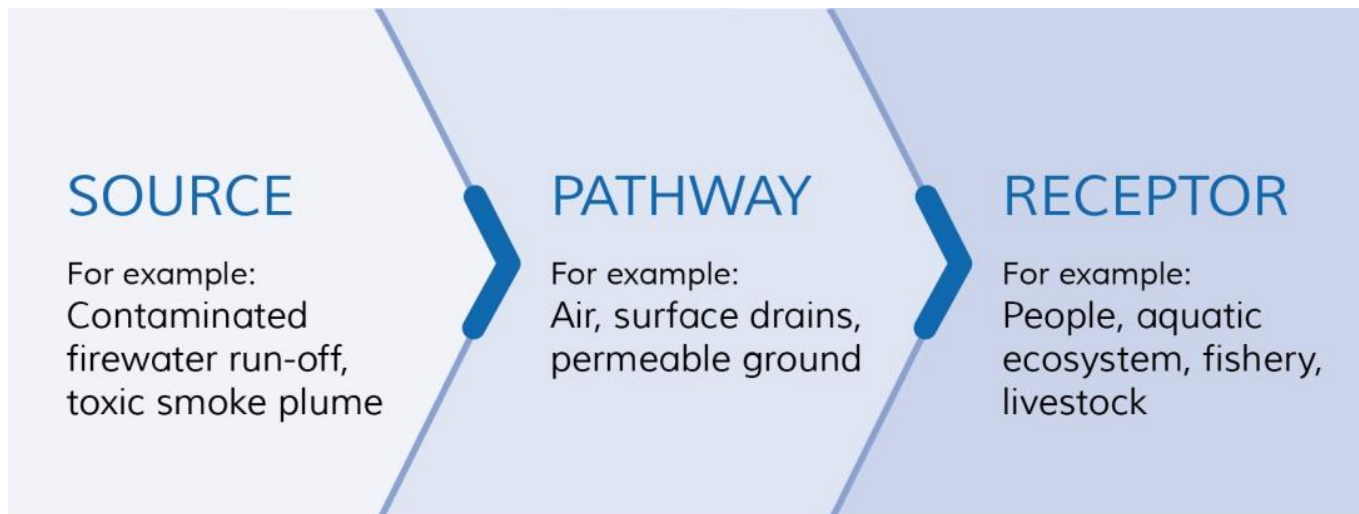 SOURCE
For example:
Contaminated
firewater run-off,
toxic smoke plume
PATHWAY
For example:
Air, surface drains,
permeable ground
RECEPTOR
For example:
People, aquatic
ecosystem, fishery,
livestock